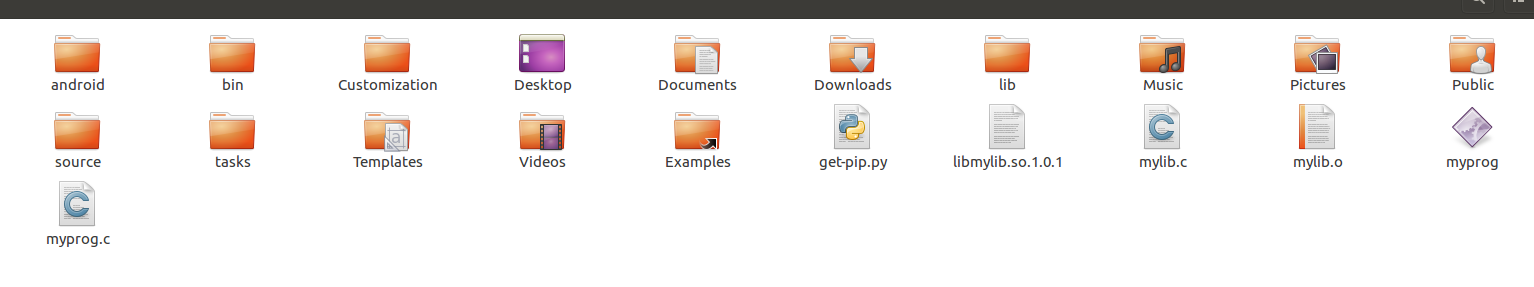 android bin Customization Desktop Documents Downloads lib Music Pictures Public
source tasks Templates Videos Examples get-pip.py libmylib.so.1.0.1 mylib.c mylib.o myprog
myprog.c